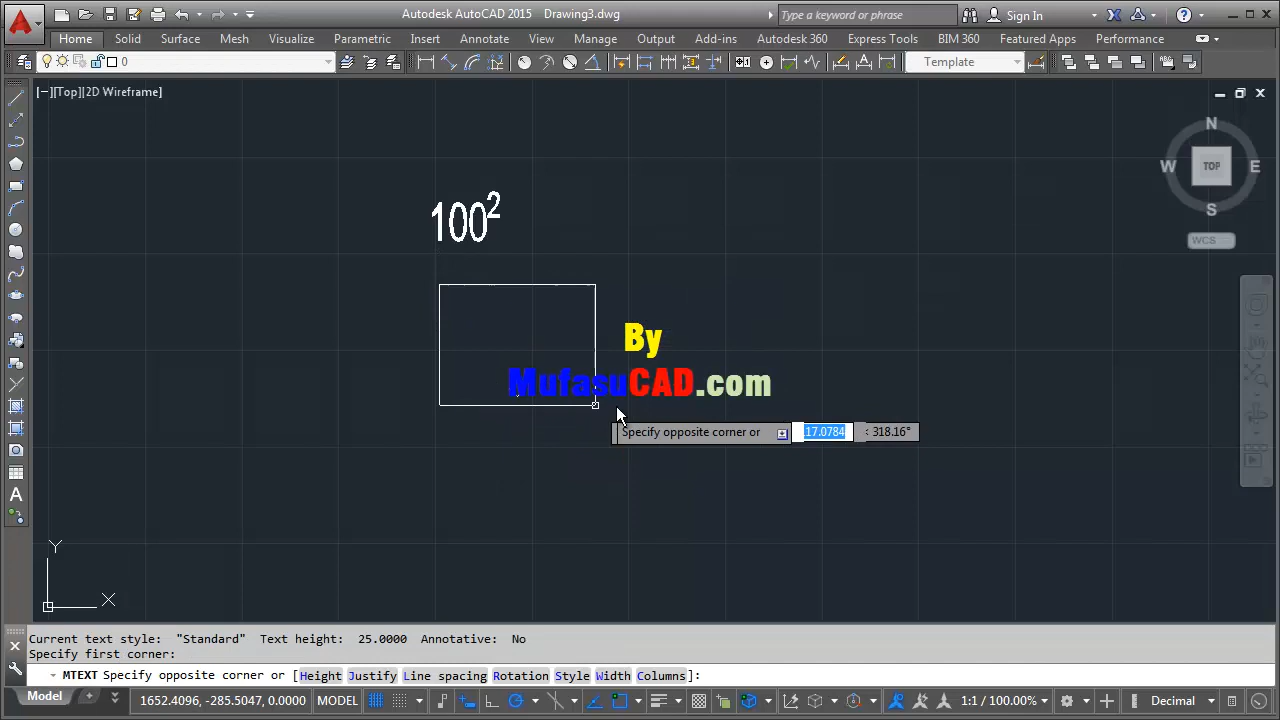 Autodesk AutoCAD 2015 Drawing3.dwg
Type a keyword or phrase
Sign In
Home Solid Surface Mesh Visualize Parametric Insert Annotate View Manage Output Add-ins Autodesk 360 Express Tools BIM 360 Featured Apps Performance
0
Template
[−][Top][2D Wireframe]
N
W TOP E
S
WCS
100²
By
MufasuCAD.com
Specify opposite corner or 17.0784 < 318.16°
Y
X
Current text style: "Standard" Text height: 25.0000 Annotative: No
Specify first corner:
MTEXT Specify opposite corner or [Height Justify Line spacing Rotation Style Width Columns]:
Model
1652.4096, -285.5047, 0.0000 MODEL
1:1 / 100.00%
Decimal